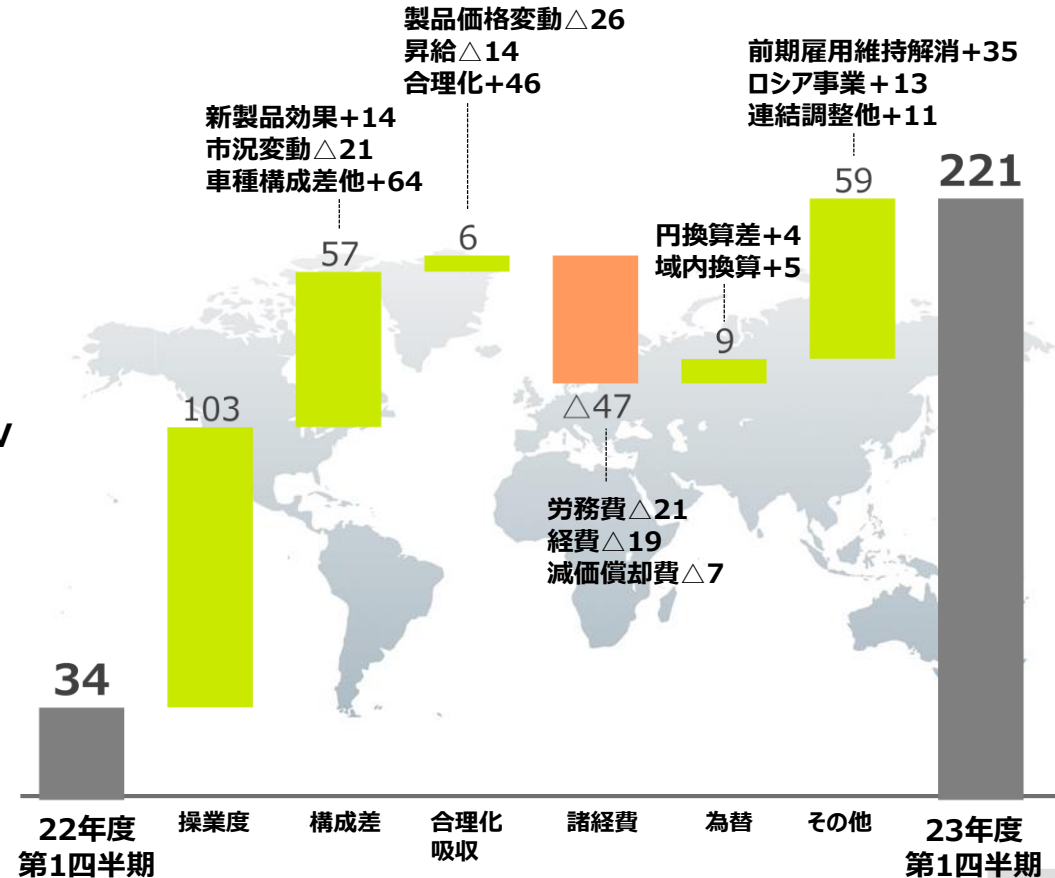 製品価格変動△26
昇給△14
合理化+46
前期雇用維持解消+35
ロシア事業+13
連結調整他+11
新製品効果+14
市況変動△21
車種構成差他+64
221
59
6
57
円換算差+4
域内換算+5
9
103
△47
V
労務費△21
経費△19
減価償却費△7
34
22年度
第1四半期
操業度
構成差
合理化
吸収
諸経費
為替
その他
23年度
第1四半期